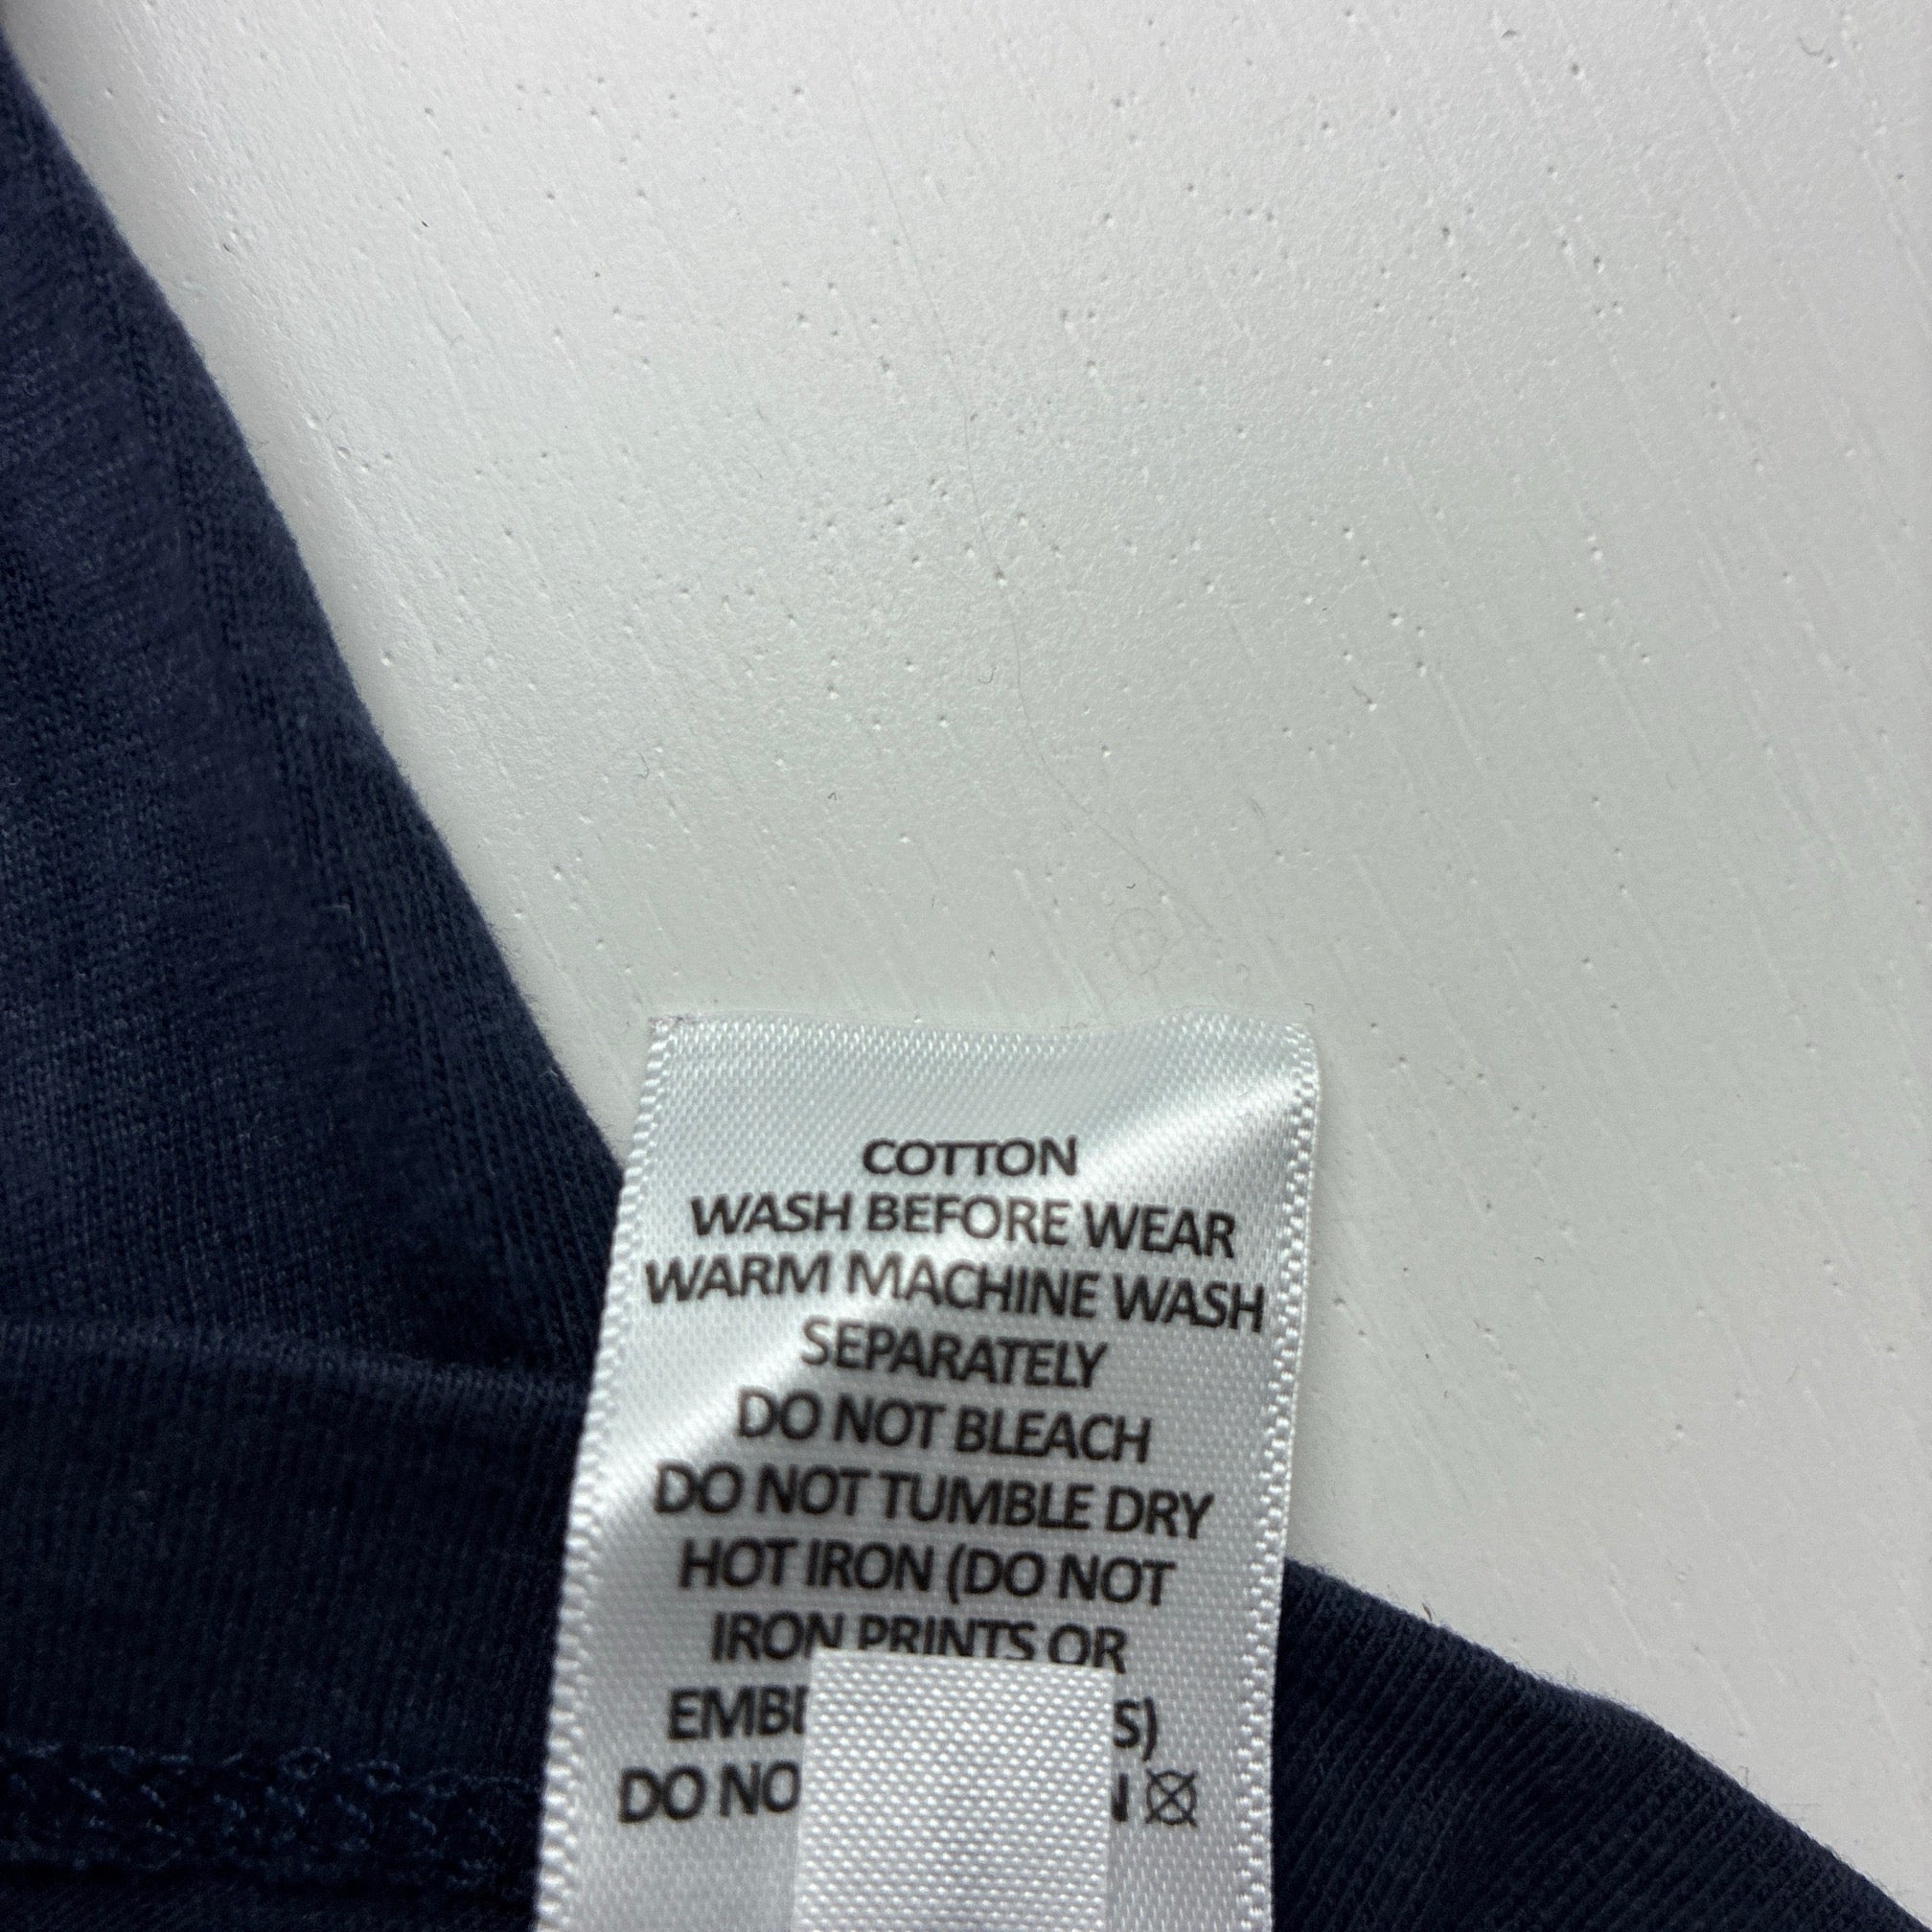 COTTON
WASH BEFORE WEAR
WARM MACHINE WASH
SEPARATELY
DO NOT BLEACH
DO NOT TUMBLE DRY
HOT IRON (DO NOT
IRON PRINTS OR
DO